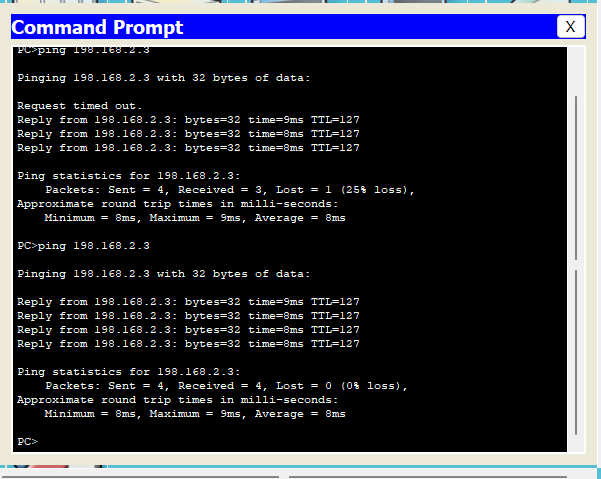 Command Prompt
X
PC>ping 198.168.2.3
Pinging 198.168.2.3 with 32 bytes of data:
Request timed out.
Reply from 198.168.2.3: bytes=32 time=9ms TTL=127
Reply from 198.168.2.3: bytes=32 time=8ms TTL=127
Reply from 198.168.2.3: bytes=32 time=8ms TTL=127
Ping statistics for 198.168.2.3:
Packets: Sent = 4, Received = 3, Lost = 1 (25% loss),
Approximate round trip times in milli-seconds:
Minimum = 8ms, Maximum = 9ms, Average = 8ms
PC>ping 198.168.2.3
Pinging 198.168.2.3 with 32 bytes of data:
Reply from 198.168.2.3: bytes=32 time=9ms TTL=127
Reply from 198.168.2.3: bytes=32 time=8ms TTL=127
Reply from 198.168.2.3: bytes=32 time=8ms TTL=127
Reply from 198.168.2.3: bytes=32 time=8ms TTL=127
Ping statistics for 198.168.2.3:
Packets: Sent = 4, Received = 4, Lost = 0 (0% loss),
Approximate round trip times in milli-seconds:
Minimum = 8ms, Maximum = 9ms, Average = 8ms
PC>